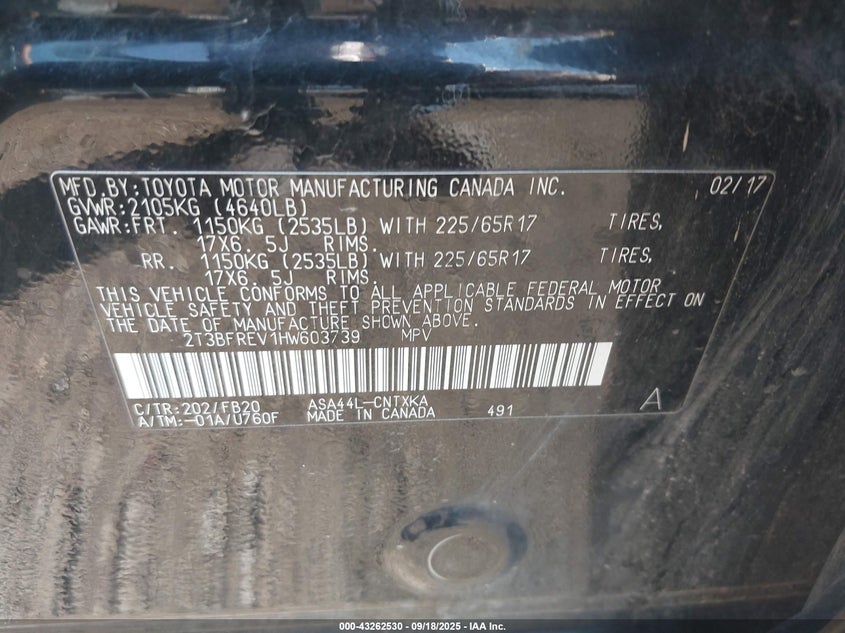 MFD.BY:TOYOTA MOTOR MANUFACTURING CANADA INC. 02/17
GVWR:2105KG (4640LB)
GAWR:FRT. 1150KG (2535LB) WITH 225/65R17 TIRES,
17X6. 5J RIMS.
RR. 1150KG (2535LB) WITH 225/65R17 TIRES,
17X6. 5J RIMS.
THIS VEHICLE CONFORMS TO ALL APPLICABLE FEDERAL MOTOR
VEHICLE SAFETY AND THEFT PREVENTION STANDARDS IN EFFECT ON
THE DATE OF MANUFACTURE SHOWN ABOVE.
2T3BFREV1HW603739 MPV
C/TR:202/FB20 ASA44L-CNTXKA
A/TM:-01A/U760F MADE IN CANADA 491 A
000-43262530 - 09/18/2025 - IAA Inc.